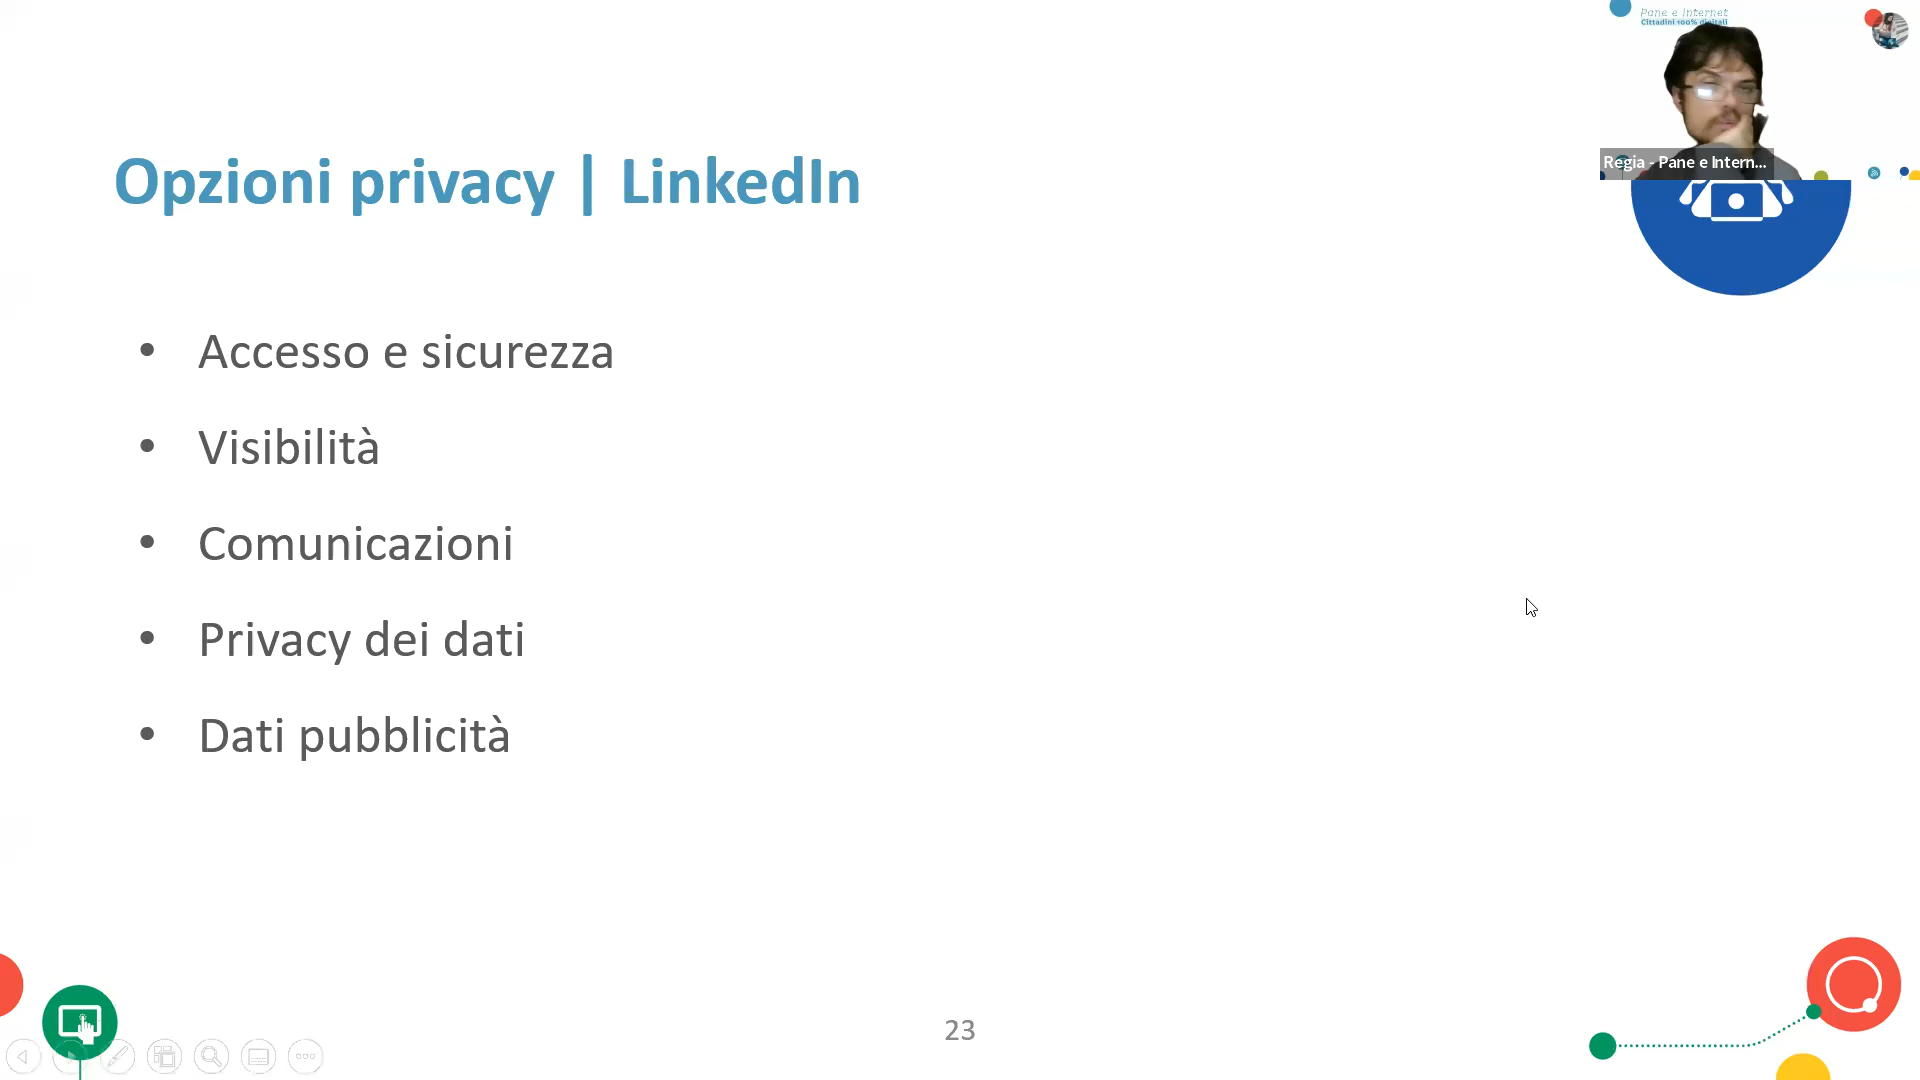 Pane e Internet
Cittadini 100% digitali
Regia - Pane e Intern...
Opzioni privacy | LinkedIn
• Accesso e sicurezza
• Visibilità
• Comunicazioni
• Privacy dei dati
• Dati pubblicità
23